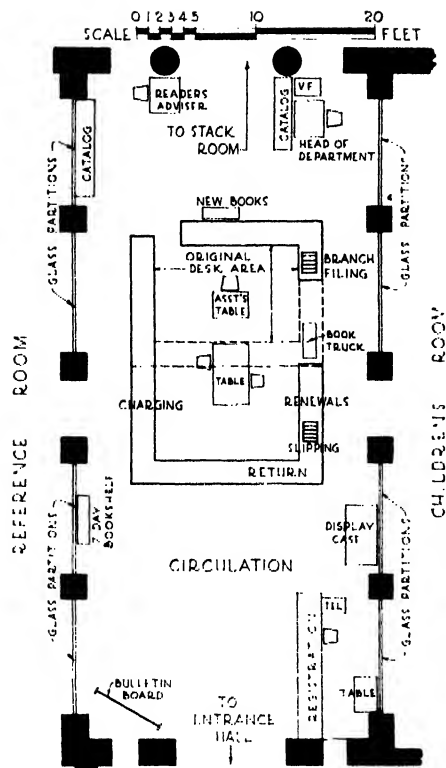 SCALE 0 1 2 3 4 5 10 20 FEET
READERS
ADVISER
TO STACK
ROOM
CATALOG
V F
HEAD OF
DEPARTMENT
CATALOG
GLASS PARTITIONS
GLASS PARTITIONS
NEW BOOKS
ORIGINAL
DESK AREA
BRANCH
FILING
ASST'S
TABLE
BOOK
TRUCK
TABLE
CHARGING
RENEWALS
SLIPPING
RETURN
REFERENCE ROOM
CHILDRENS ROOM
7 DAY
BOOKSHELF
DISPLAY
CASE
GLASS PARTITIONS
GLASS PARTITIONS
CIRCULATION
TEL
REGISTRATION
TABLE
BULLETIN
BOARD
TO
ENTRANCE
HALL